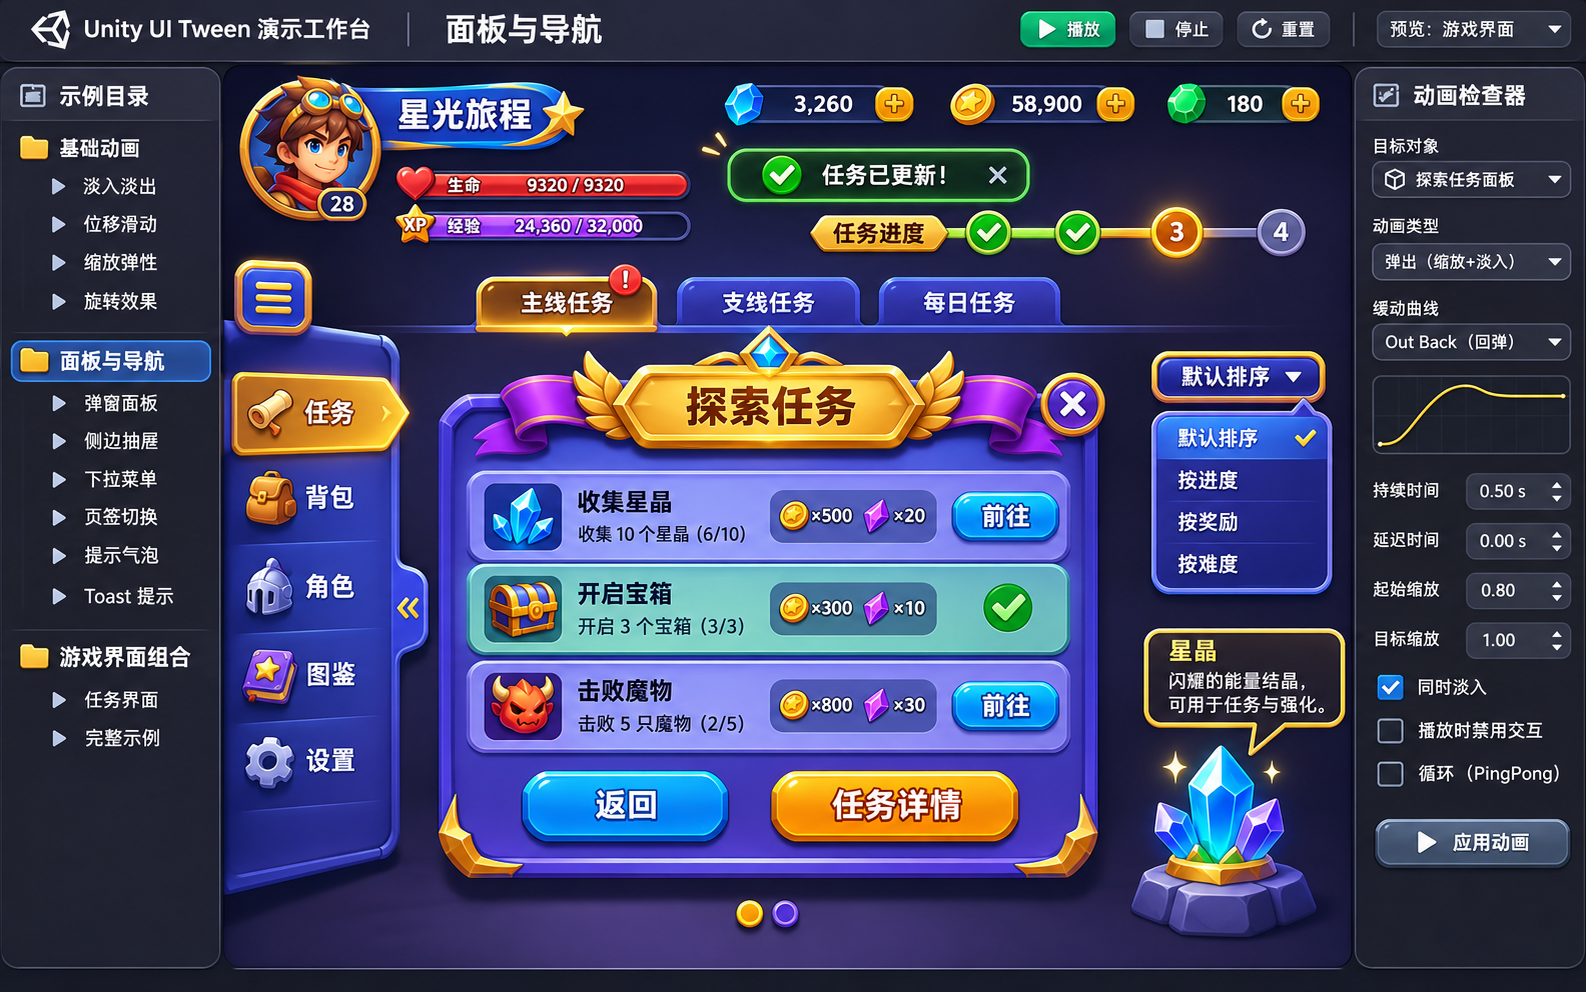 Unity UI Tween 演示工作台
面板与导航
播放
停止
重置
预览：游戏界面
示例目录
基础动画
淡入淡出
位移滑动
缩放弹性
旋转效果
面板与导航
弹窗面板
侧边抽屉
下拉菜单
页签切换
提示气泡
Toast 提示
游戏界面组合
任务界面
完整示例
星光旅程
28
生命 9320 / 9320
XP 经验 24,360 / 32,000
3,260
58,900
180
任务已更新！
任务进度
3
4
主线任务
!
支线任务
每日任务
任务
背包
角色
图鉴
设置
探索任务
收集星晶
收集 10 个星晶 (6/10)
×500 ×20
前往
开启宝箱
开启 3 个宝箱 (3/3)
×300 ×10
击败魔物
击败 5 只魔物 (2/5)
×800 ×30
前往
返回
任务详情
默认排序
默认排序
按进度
按奖励
按难度
星晶
闪耀的能量结晶，
可用于任务与强化。
动画检查器
目标对象
探索任务面板
动画类型
弹出（缩放+淡入）
缓动曲线
Out Back（回弹）
持续时间 0.50 s
延迟时间 0.00 s
起始缩放 0.80
目标缩放 1.00
同时淡入
播放时禁用交互
循环（PingPong）
应用动画